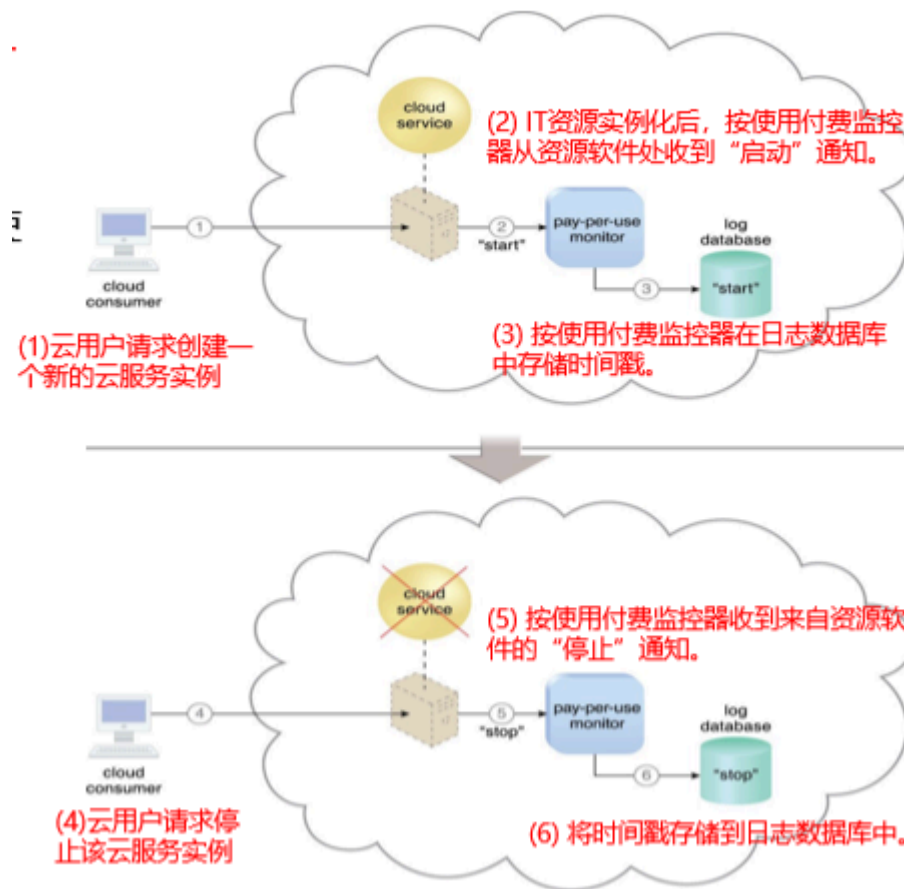 cloud
service
(2) IT资源实例化后，按使用付费监控
器从资源软件处收到“启动”通知。
1
2
"start"
pay-per-use
monitor
log
database
3
"start"
cloud
consumer
(1)云用户请求创建一
个新的云服务实例
(3) 按使用付费监控器在日志数据库
中存储时间戳。
cloud
service
(5) 按使用付费监控器收到来自资源软
件的“停止”通知。
4
5
"stop"
pay-per-use
monitor
log
database
6
"stop"
cloud
consumer
(4)云用户请求停
止该云服务实例
(6) 将时间戳存储到日志数据库中。